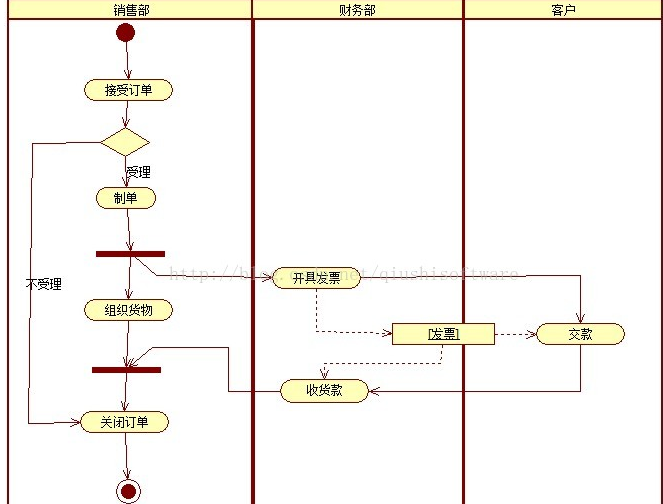 销售部
财务部
客户
接受订单
受理
制单
不受理
开具发票
组织货物
[发票]
交款
收货款
关闭订单